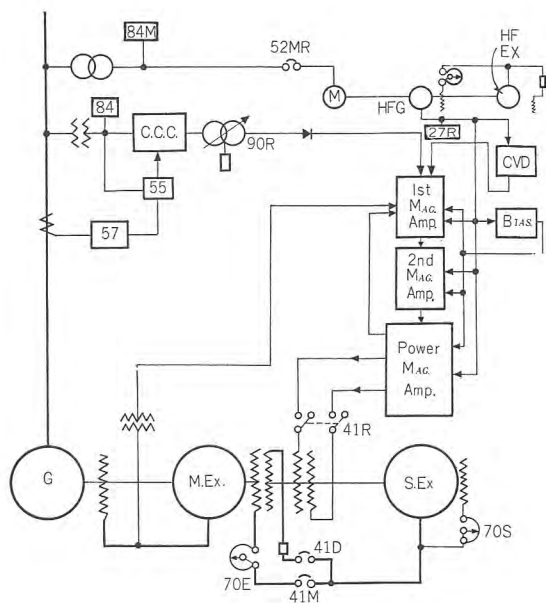 84M
52MR
HF
EX
M
HFG
84
C.C.C.
90R
27R
CVD
55
57
1st
MAG.
Amp.
BIAS.
2nd
MAG.
Amp.
Power
MAG.
Amp.
41R
G
M.Ex.
S.Ex
70S
41D
70E
41M